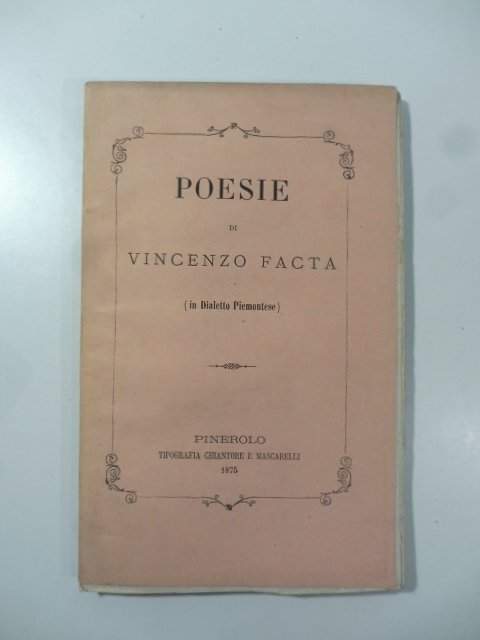 POESIE
DI
VINCENZO FACTA
(in Dialetto Piemontese)
PINEROLO
TIPOGRAFIA CHIANTORE E MASCARELLI
1875